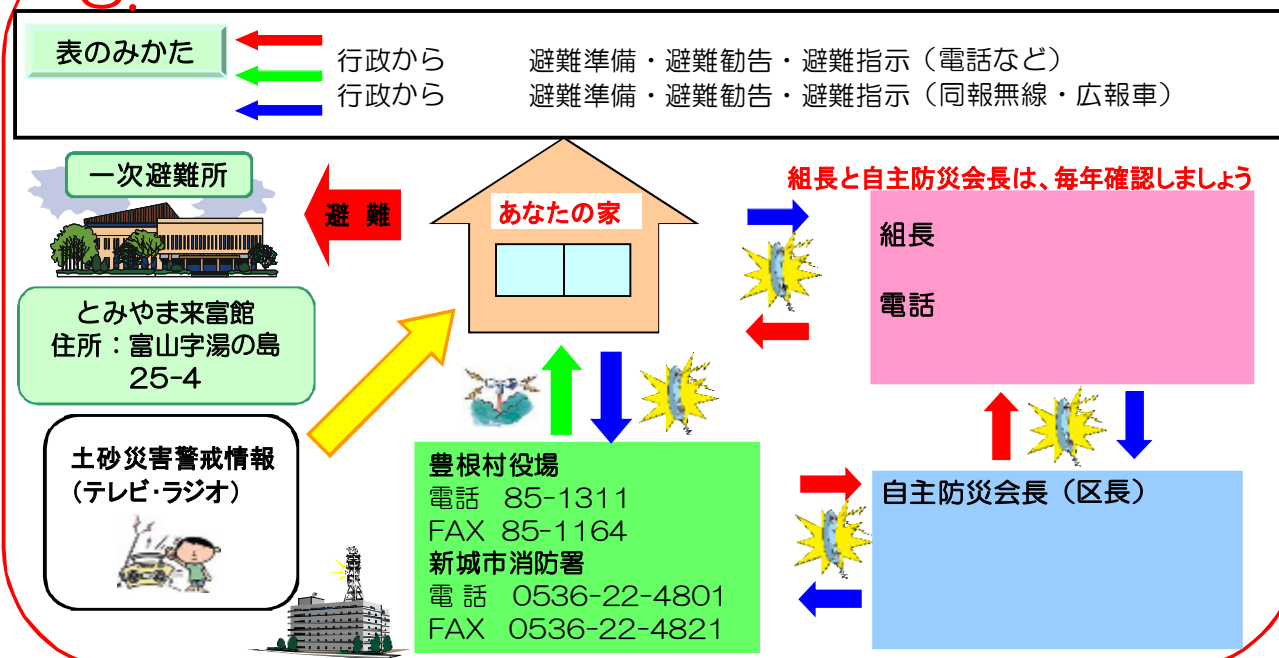 表のみかた
行政から 避難準備・避難勧告・避難指示（電話など）
行政から 避難準備・避難勧告・避難指示（同報無線・広報車）
一次避難所
避 難
あなたの家
組長と自主防災会長は、毎年確認しましょう
組長
電話
とみやま来富館
住所：富山字湯の島
25-4
土砂災害警戒情報
（テレビ・ラジオ）
豊根村役場
電話 85-1311
FAX 85-1164
新城市消防署
電 話 0536-22-4801
FAX 0536-22-4821
自主防災会長（区長）